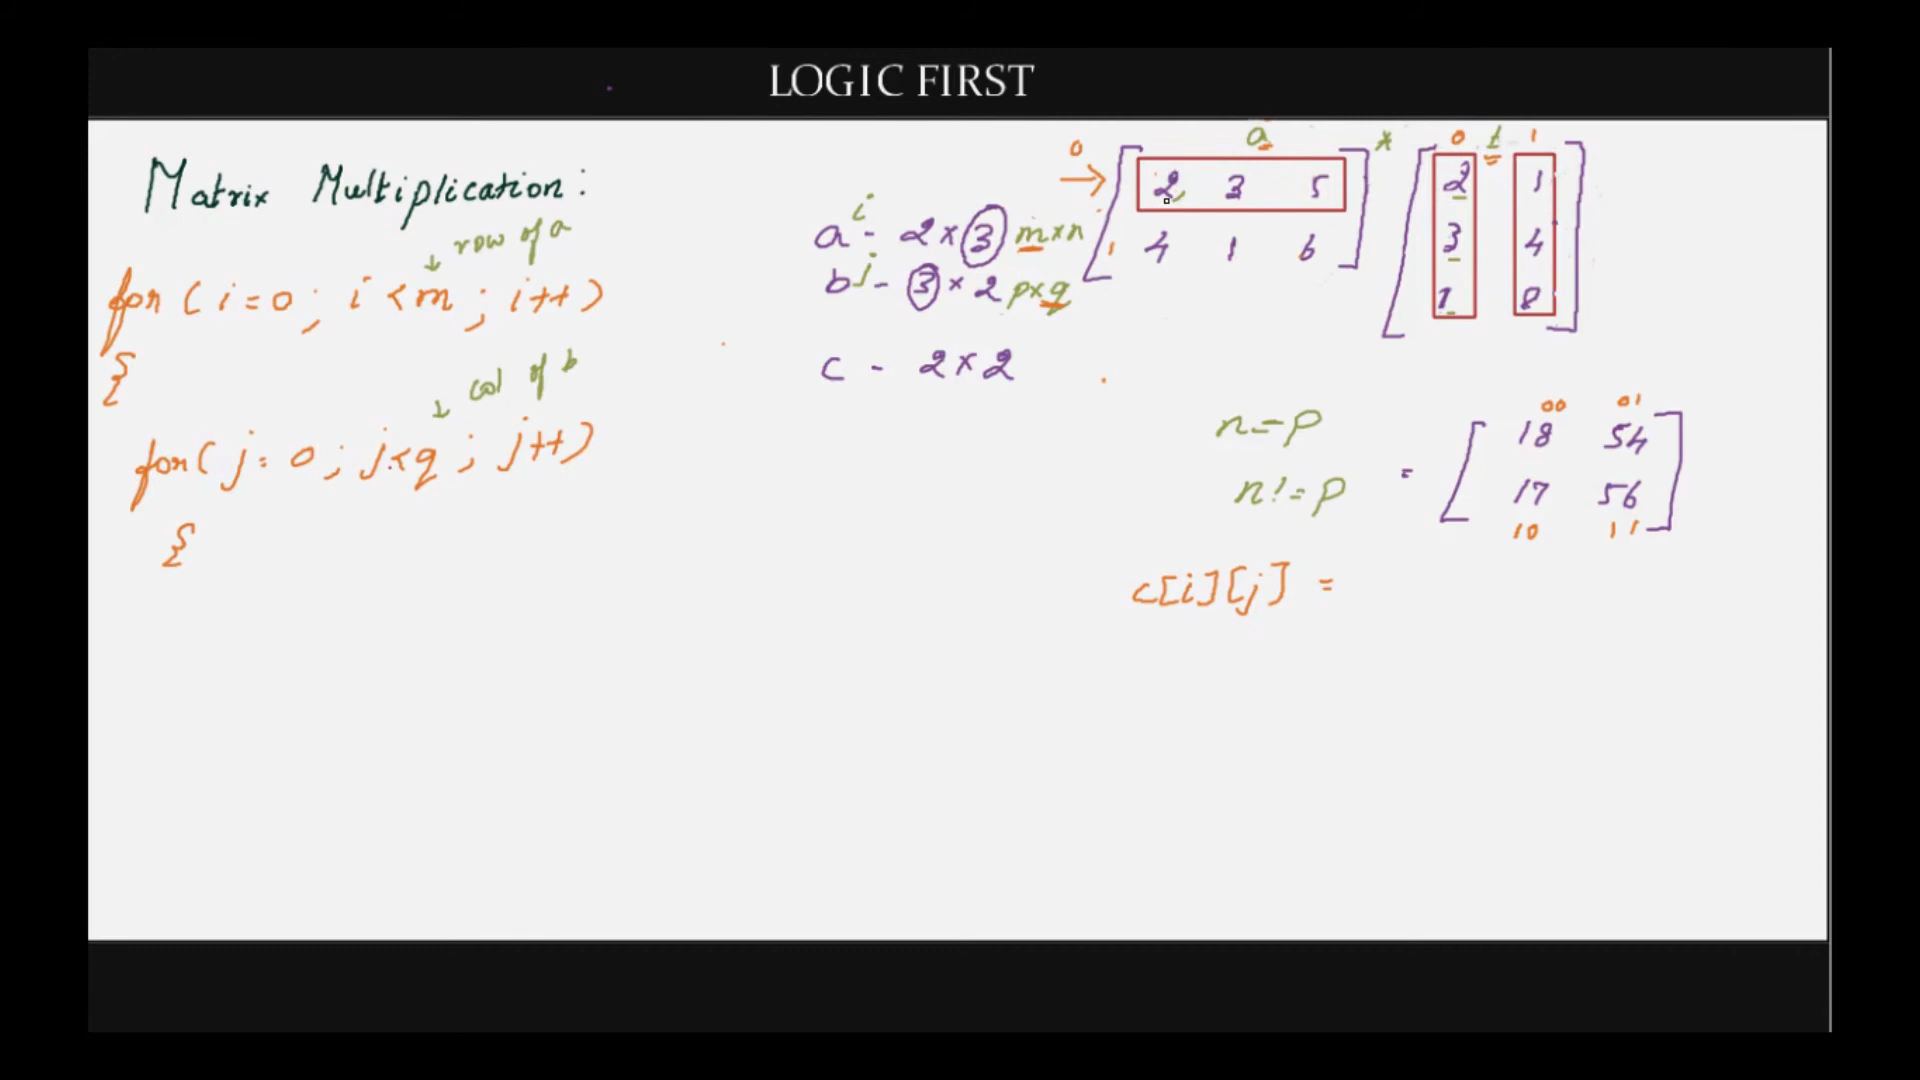 LOGIC FIRST
Matrix Multiplication:
row of a
for (i=0; i<m; i++)
{
col of b
for (j=0; j<q; j++)
{
i
a - 2×3 m×n
j
b - 3×2 p×q
c - 2×2
a * 0 1
0 → [ 2 3 5 ] [ 2 1
1 4 1 6 3 4
1 8 ]
n=p
n!=p
00 01
= [ 18 54
17 56 ]
10 11
c[i][j] =